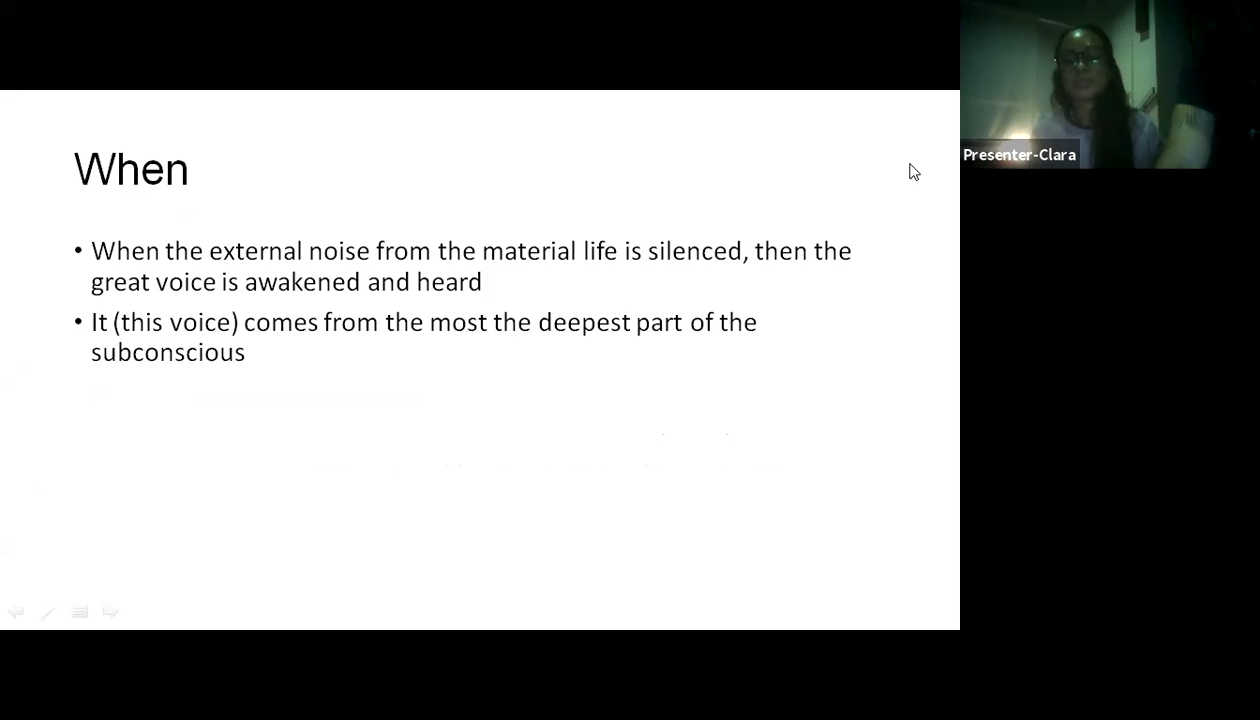 When
• When the external noise from the material life is silenced, then the
great voice is awakened and heard
• It (this voice) comes from the most the deepest part of the
subconscious
Presenter-Clara